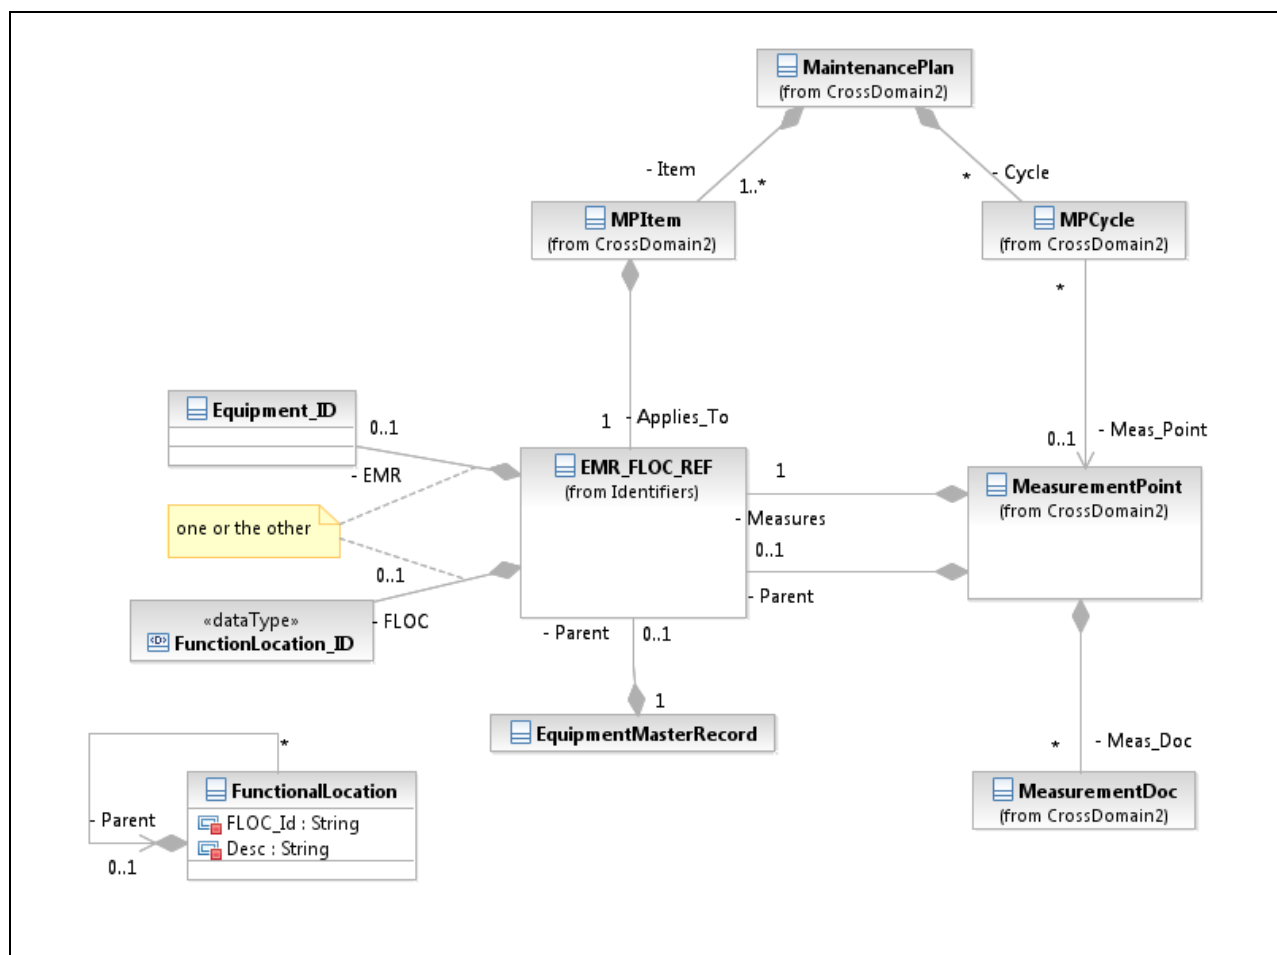 MaintenancePlan
(from CrossDomain2)
- Item
1..*
*
- Cycle
MPItem
(from CrossDomain2)
MPCycle
(from CrossDomain2)
*
Equipment_ID
0..1
- EMR
1
- Applies_To
0..1
- Meas_Point
EMR_FLOC_REF
(from Identifiers)
1
- Measures
0..1
- Parent
MeasurementPoint
(from CrossDomain2)
one or the other
0..1
- FLOC
«dataType»
<D> FunctionLocation_ID
- Parent
0..1
1
EquipmentMasterRecord
*
- Meas_Doc
MeasurementDoc
(from CrossDomain2)
*
- Parent
0..1
FunctionalLocation
FLOC_Id : String
Desc : String